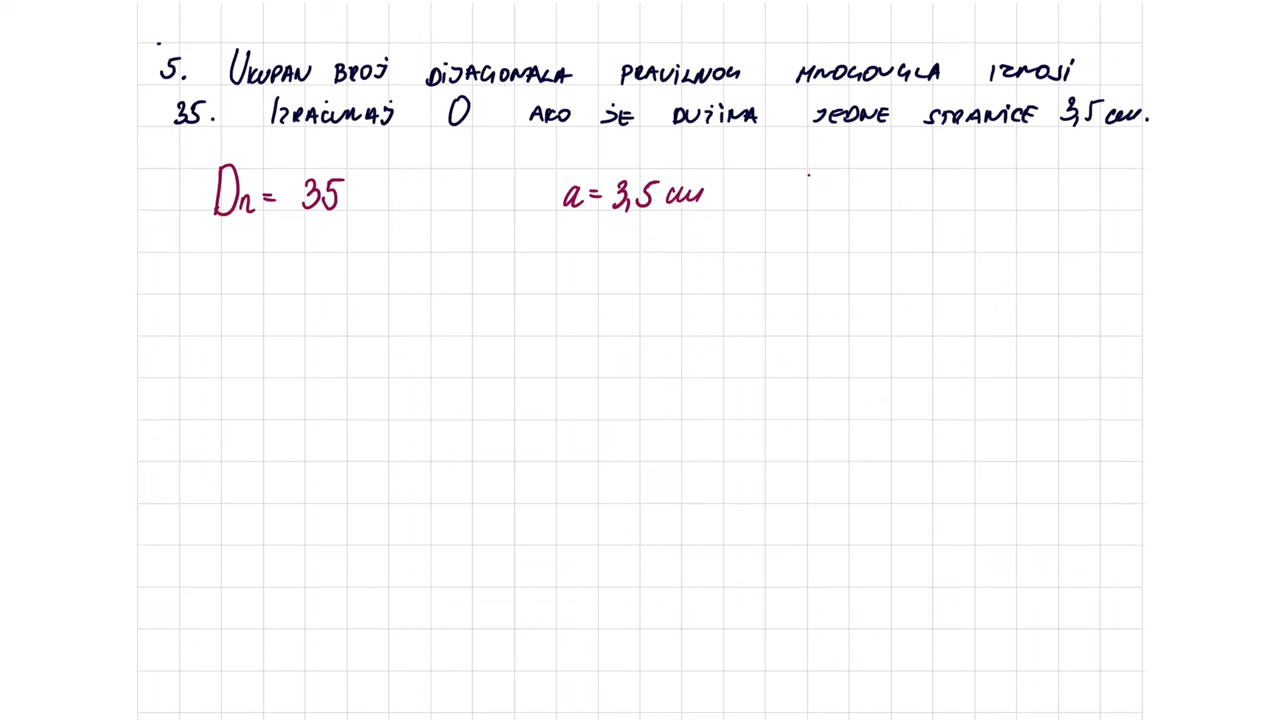 5. UKUPAN BROJ DIJAGONALA PRAVILNOG MNOGOUGLA IZNOSI
35. IZRAČUNAJ O AKO JE DUŽINA JEDNE STRANICE 3,5 cm.
Dn = 35 a = 3,5 cm